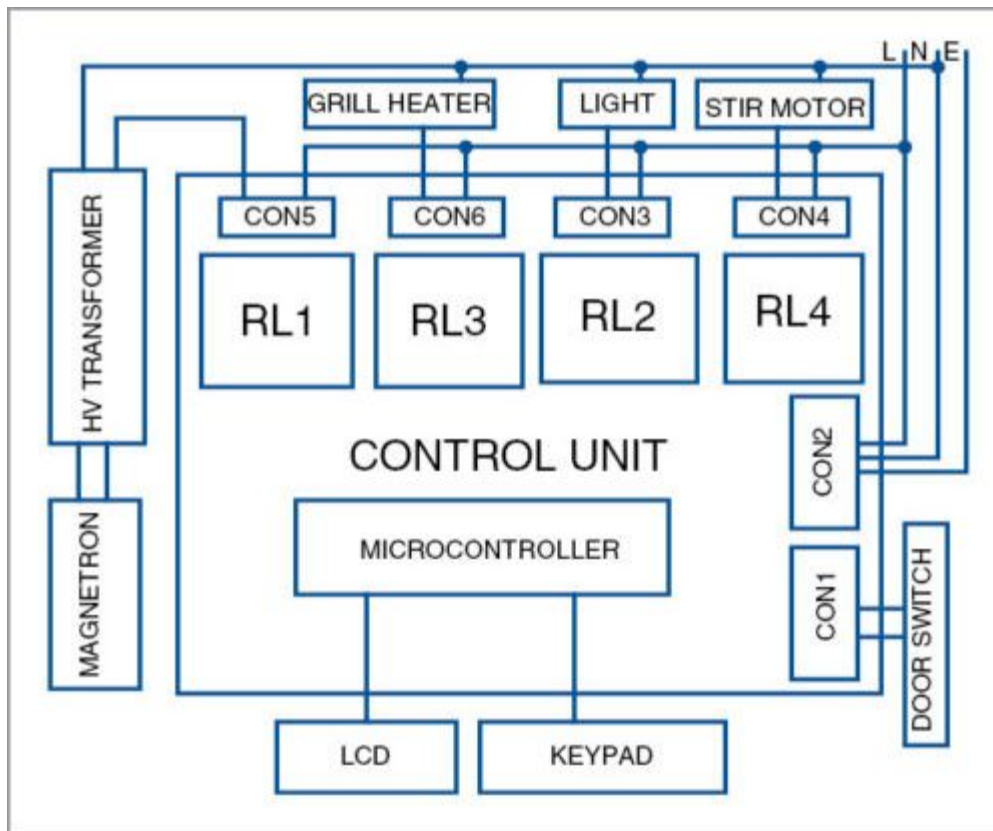 L N E
GRILL HEATER
LIGHT
STIR MOTOR
CON5
CON6
CON3
CON4
HV TRANSFORMER
RL1
RL3
RL2
RL4
CONTROL UNIT
CON2
MICROCONTROLLER
MAGNETRON
CON1
DOOR SWITCH
LCD
KEYPAD